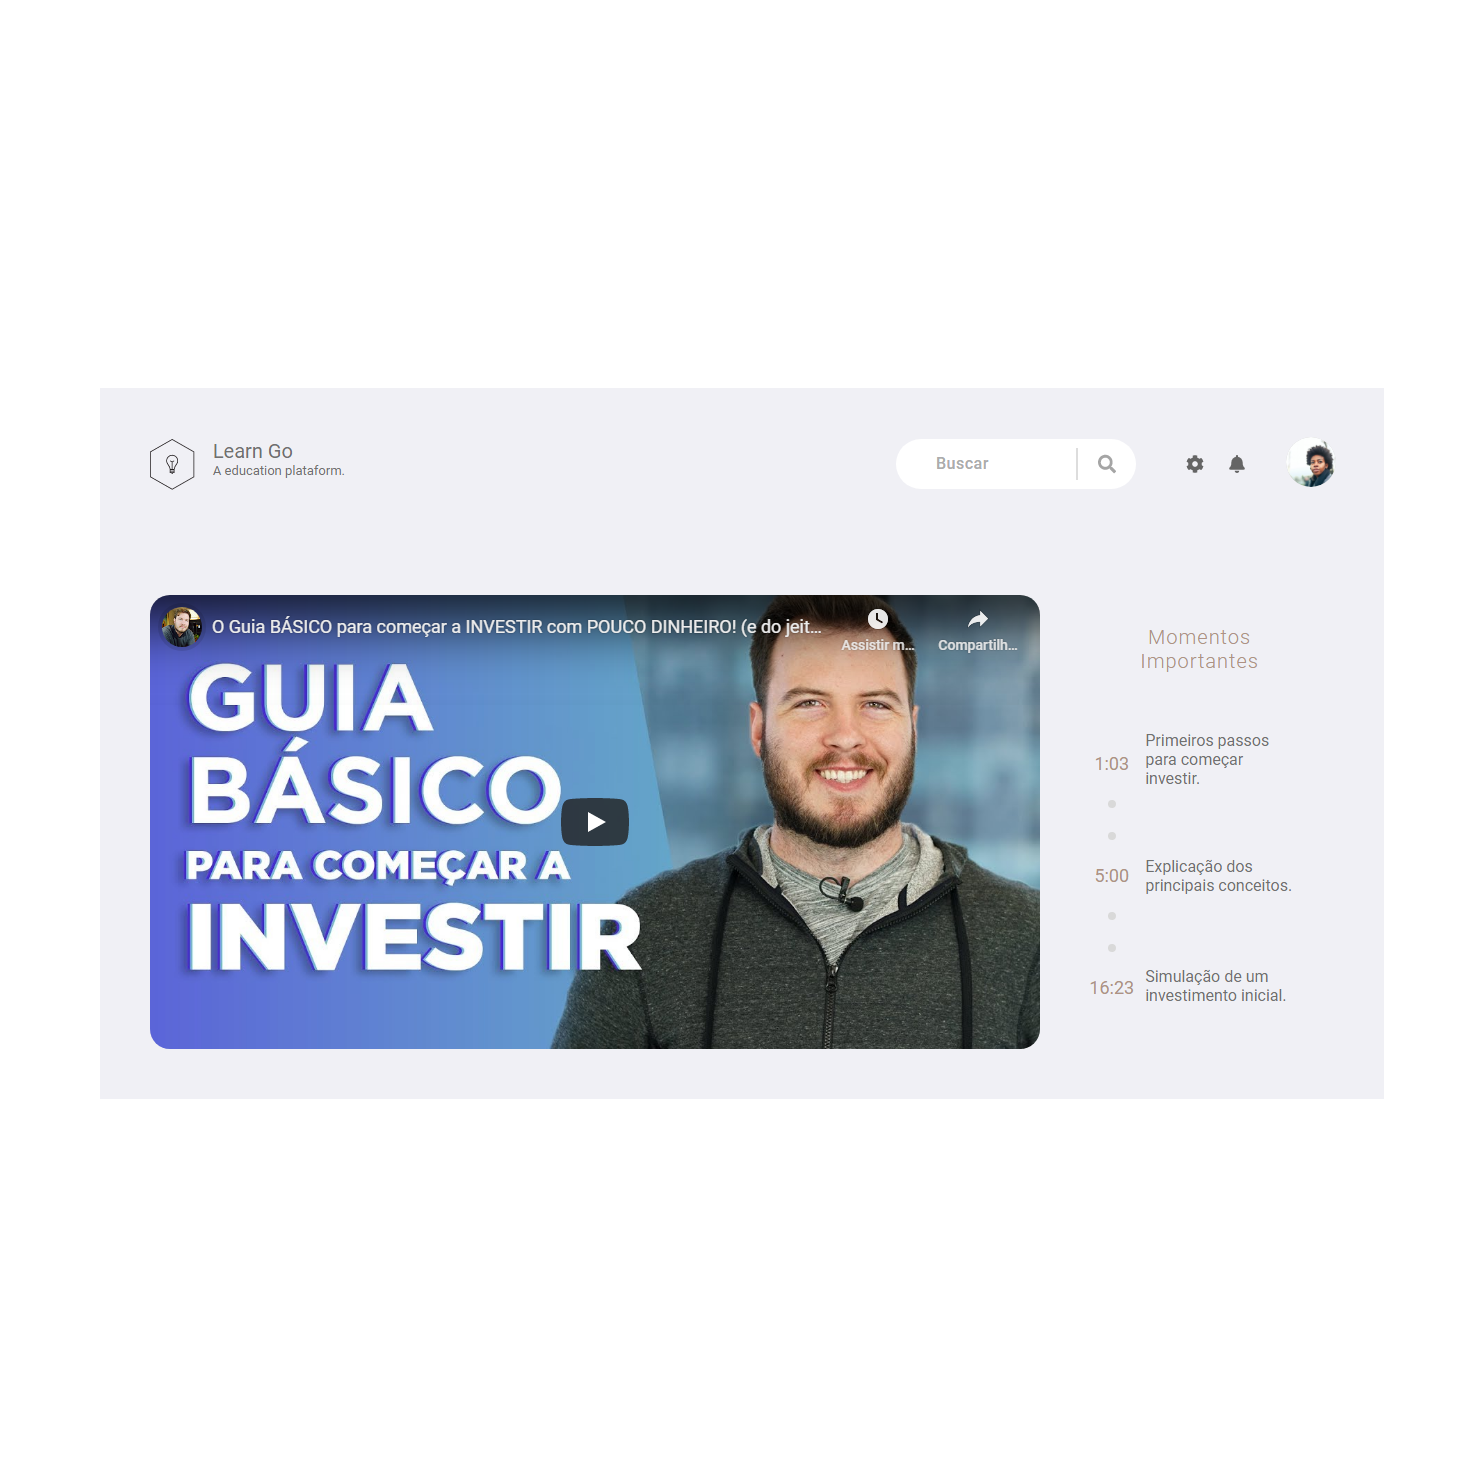 Learn Go
A education plataform.
Buscar
O Guia BÁSICO para começar a INVESTIR com POUCO DINHEIRO! (e do jeit...
Assistir m...
Compartilh...
GUIA
BÁSICO
PARA COMEÇAR A
INVESTIR
Momentos
Importantes
1:03
Primeiros passos
para começar
investir.
5:00
Explicação dos
principais conceitos.
16:23
Simulação de um
investimento inicial.